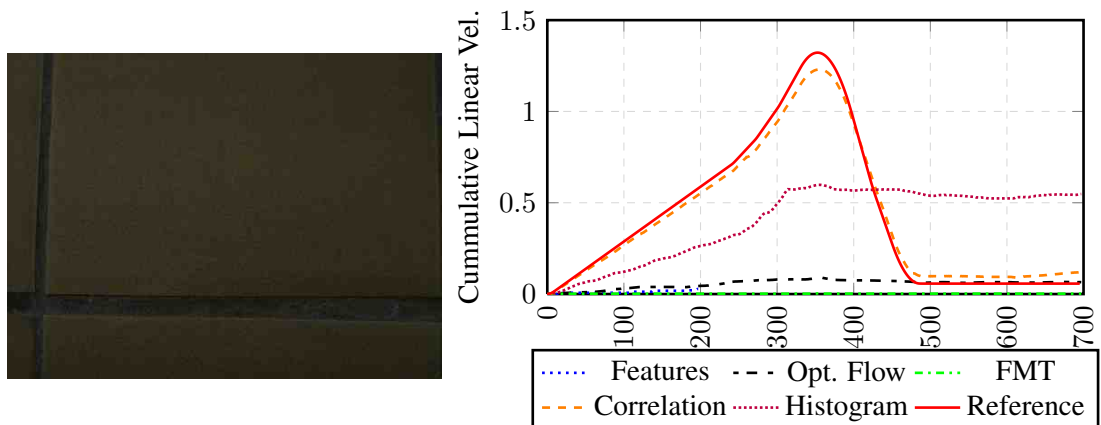 Cummulative Linear Vel.
1.5
1
0.5
0
0 100 200 300 400 500 600 700
Features Opt. Flow FMT
Correlation Histogram Reference